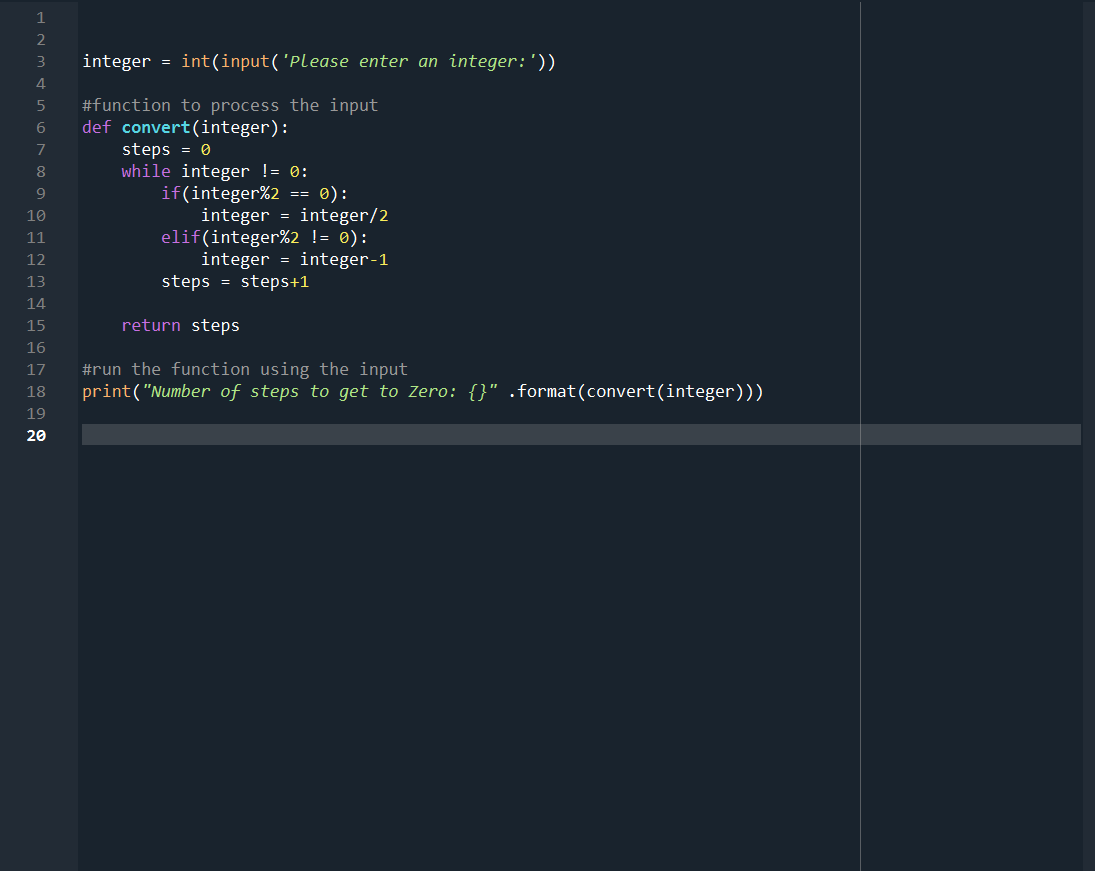 1
2
3 integer = int(input('Please enter an integer:'))
4
5 #function to process the input
6 def convert(integer):
7     steps = 0
8     while integer != 0:
9         if(integer%2 == 0):
10             integer = integer/2
11         elif(integer%2 != 0):
12             integer = integer-1
13         steps = steps+1
14
15     return steps
16
17 #run the function using the input
18 print("Number of steps to get to Zero: {}" .format(convert(integer)))
19
20